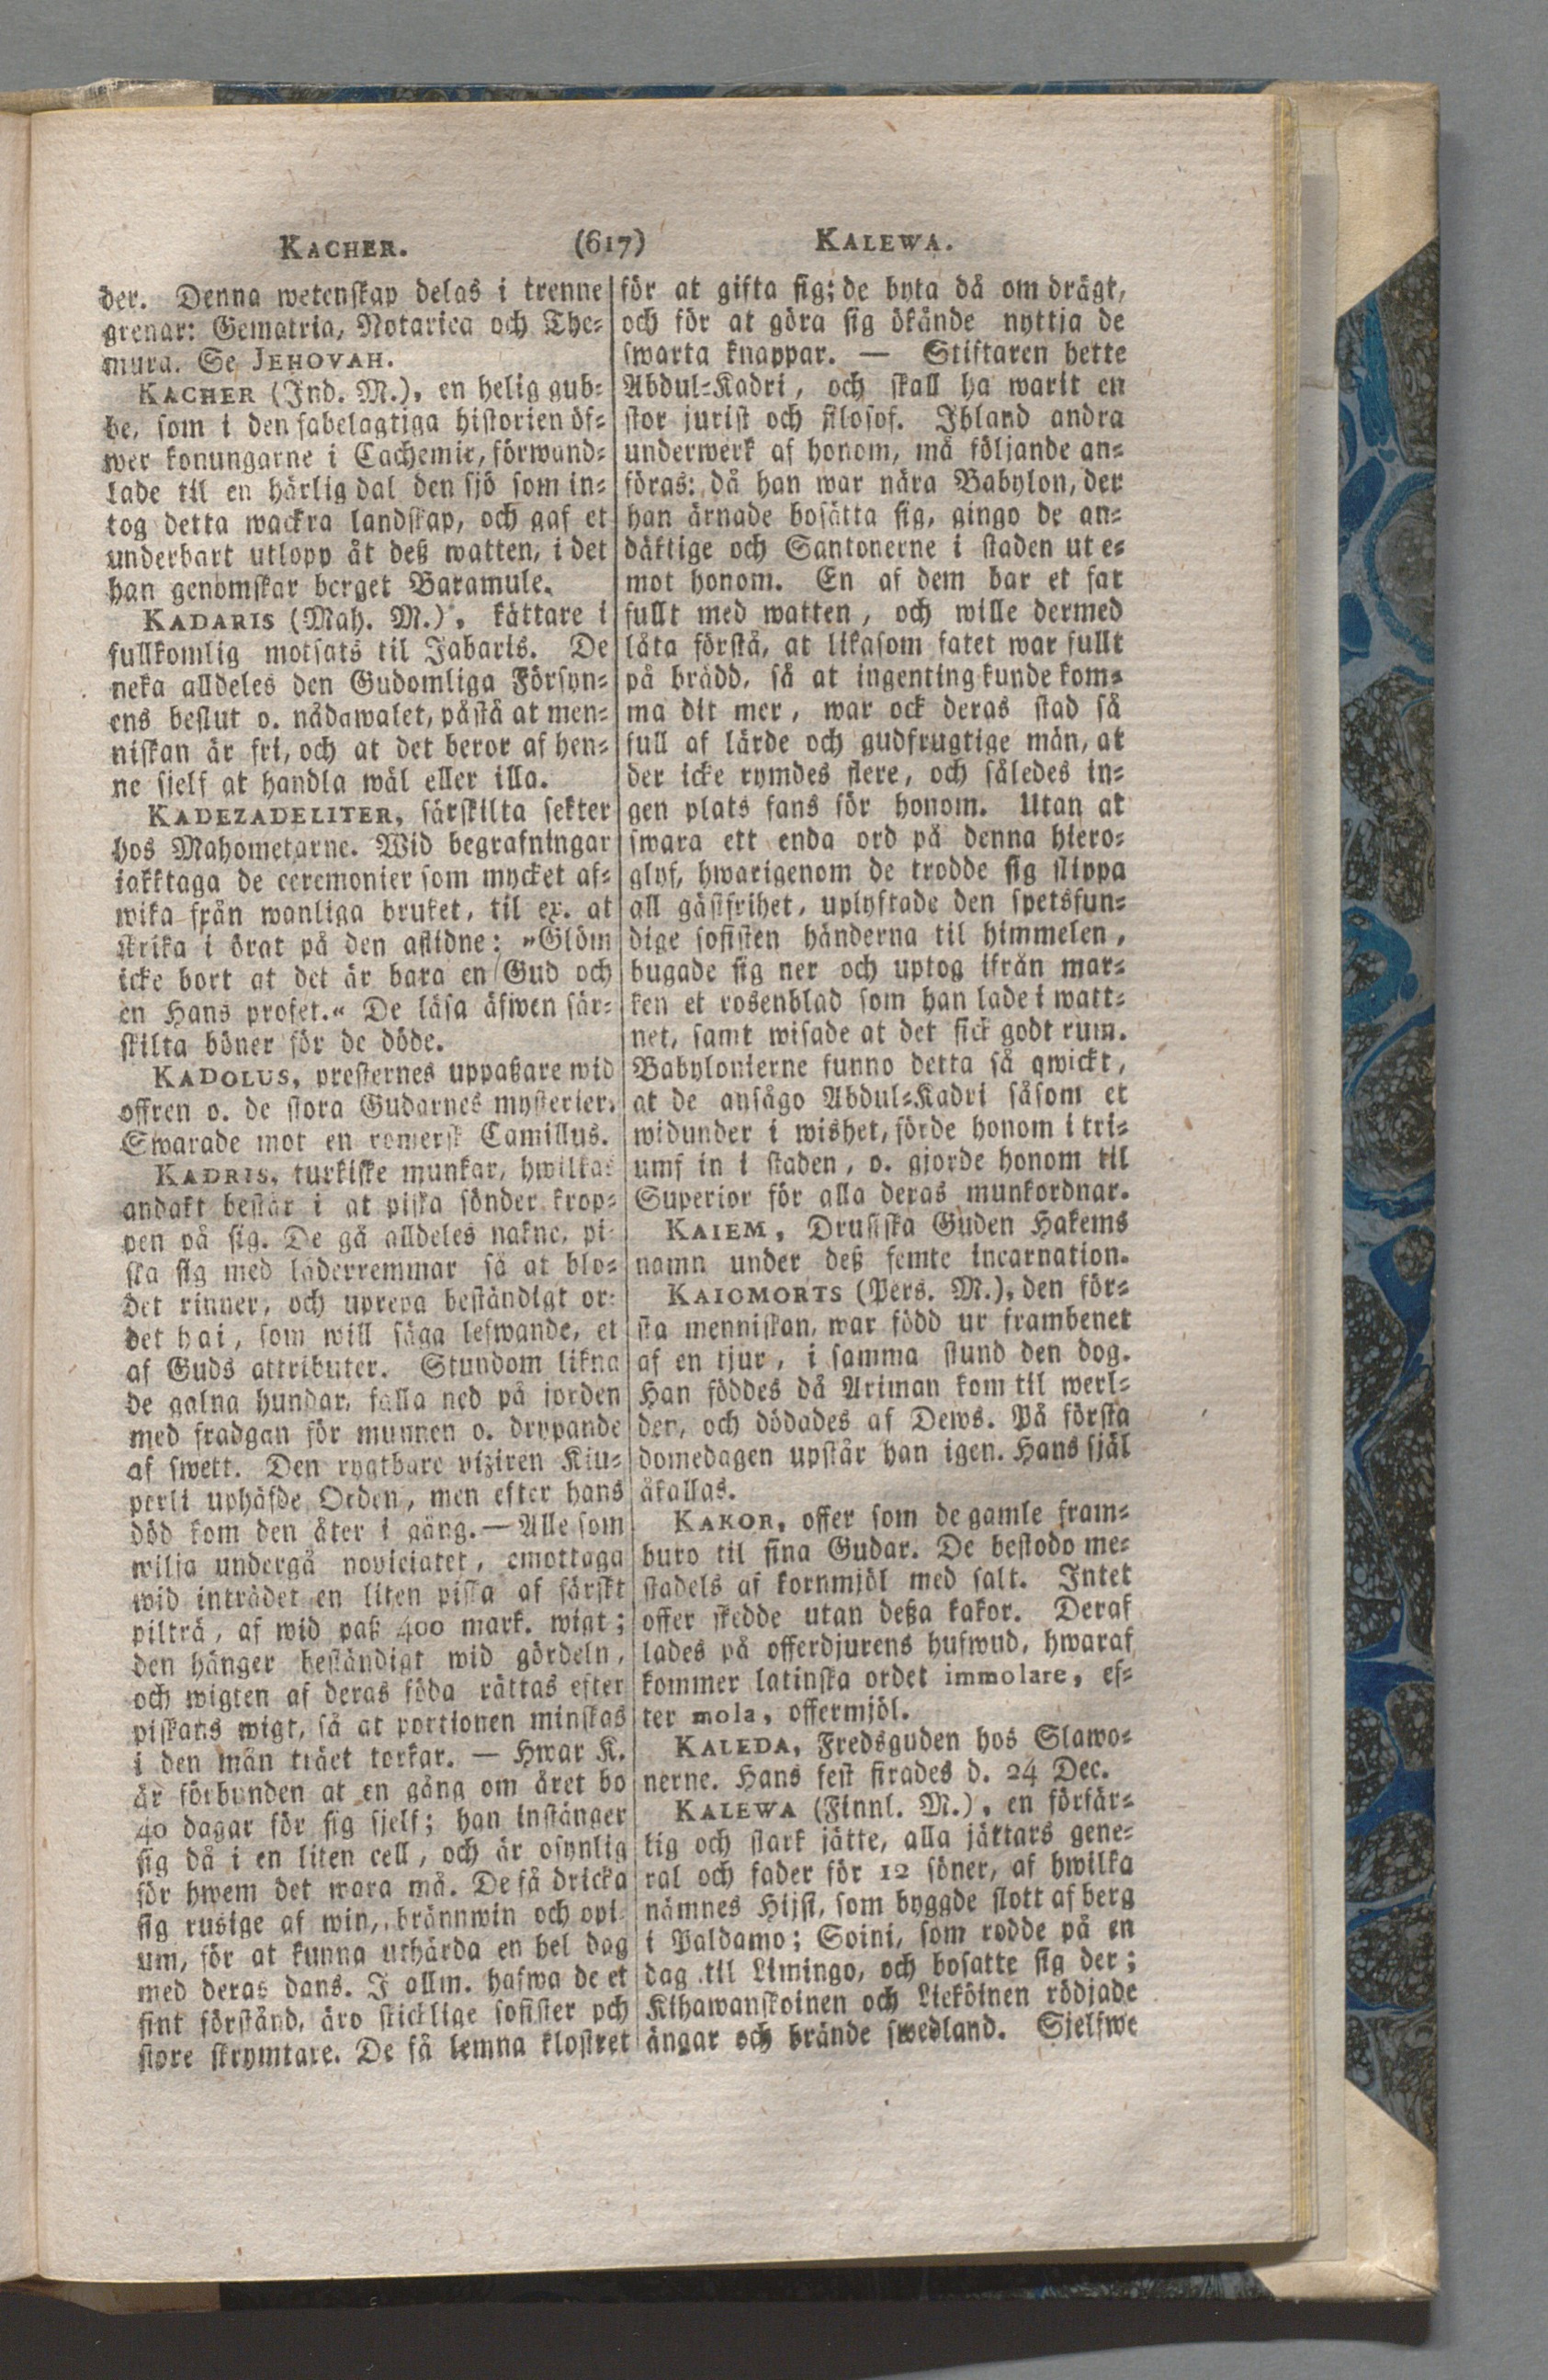 KACHER. (617) KALEWA.
der. Denna wetenskap delas i trenne
grenar: Gematria, Notarica och The=
mura. Se JEHOVAH.
KACHER (Ind. M.), en helig gub=
be, som i den fabelagtiga historien öf=
wer konungarne i Cachemir, förwand=
lade til en härlig dal den sjö som in=
tog detta wackra landskap, och gaf et
underbart utlopp åt deß watten, i det
han genomskar berget Baramule.
KADARIS (Mah. M.), kättare i
fullkomlig motsats til Jabaris. De
neka alldeles den Gudomliga Försyn=
ens beslut o. nådawalet, påstå at men=
niskan är fri, och at det beror af hen=
ne sjelf at handla wäl eller illa.
KADEZADELITER, särskilta sekter
hos Mahometarne. Wid begrafningar
iakttaga de ceremonier som mycket af=
wika från wanliga bruket, til ex. at
skrika i örat på den aflidne: »Glöm
icke bort at det är bara en Gud och
en Hans profet.« De läsa äfwen sär=
skilta böner för de döde.
KADOLUS, presternes uppaßare wid
offren o. de stora Gudarnes mysterier.
Swarade mot en romersk Camillus.
KADRIS, turkiske munkar, hwilkas
andakt består i at piska sönder krop=
pen på sig. De gå alldeles nakne, pi=
ska sig med läderremmar så at blo=
det rinner, och uprepa beständigt or=
det hai, som will säga lefwande, et
af Guds attributer. Stundom likna
de galna hundar, falla ned på jorden
med fradgan för munnen o. drypande
af swett. Den rygtbare viziren Kiu=
perli uphäfde Orden, men efter hans
död kom den åter i gäng. — Alle som
wilja undergå noviciatet, emottaga
wid inträdet en liten piska af färskt
pilträ, af wid paß 400 mark. wigt;
den hänger beständigt wid gördeln,
och wigten af deras föda rättas efter
piskans wigt, så at portionen minskas
i den mån träet torkar. — Hwar K.
är förbunden at en gång om året bo
40 dagar för sig sjelf; han instänger
sig då i en liten cell, och är osynlig
för hwem det wara må. De få dricka
sig rusige af win, brännwin och opi=
um, för at kunna uthärda en hel dag
med deras dans. I allm. hafwa de et
fint förstånd, äro skicklige sofister och
store skrymtare. De få lemna klostret
för at gifta sig; de byta då om drägt,
och för at göra sig okände nyttja de
swarta knappar. — Stiftaren hette
Abdul=Kadri, och skall ha warit en
stor jurist och filosof. Ibland andra
underwerk af honom, må följande an=
föras: då han war nära Babylon, der
han ärnade bosätta sig, gingo de an=
däktige och Santonerne i staden ut e=
mot honom. En af dem bar et fat
fullt med watten, och wille dermed
låta förstå, at likasom fatet war fullt
på brädd, så at ingenting kunde kom=
ma dit mer, war ock deras stad så
full af lärde och gudfrugtige män, at
der icke rymdes flere, och således in=
gen plats fans för honom. Utan at
swara ett enda ord på denna hiero=
glyf, hwarigenom de trodde sig slippa
all gästfrihet, uplyftade den spetsfun=
dige sofisten händerna til himmelen,
bugade sig ner och uptog ifrån mar=
ken et rosenblad som han lade i watt=
net, samt wisade at det fick godt rum.
Babylonierne funno detta så qwickt,
at de ansågo Abdul=Kadri såsom et
widunder i wishet, förde honom i tri=
umf in i staden, o. gjorde honom til
Superior för alla deras munkordnar.
KAIEM, Drusiska Guden Hakems
namn under deß femte incarnation.
KAIOMORTS (Pers. M.), den för=
sta menniskan, war född ur frambenet
af en tjur, i samma stund den dog.
Han föddes då Ariman kom til werl=
den, och dödades af Dews. På första
domedagen upstår han igen. Hans själ
åkallas.
KAKOR, offer som de gamle fram=
buro til sina Gudar. De bestodo me=
stadels af kornmjöl med salt. Intet
offer skedde utan deßa kakor. Deraf
lades på offerdjurens hufwud, hwaraf
kommer latinska ordet immolare, ef=
ter mola, offermjöl.
KALEDA, Fredsguden hos Slawo=
nerne. Hans fest firades d. 24 Dec.
KALEWA (Finnl. M.), en förfär=
lig och stark jätte, alla jättars gene=
ral och fader för 12 söner, af hwilka
nämnes Hijsi, som byggde slott af berg
i Paldamo; Soini, som rodde på en
dag til Limingo, och bosatte sig der;
Kihawanskoinen och Lieköinen rödjade
ängar och brände swedland. Sjelfwe